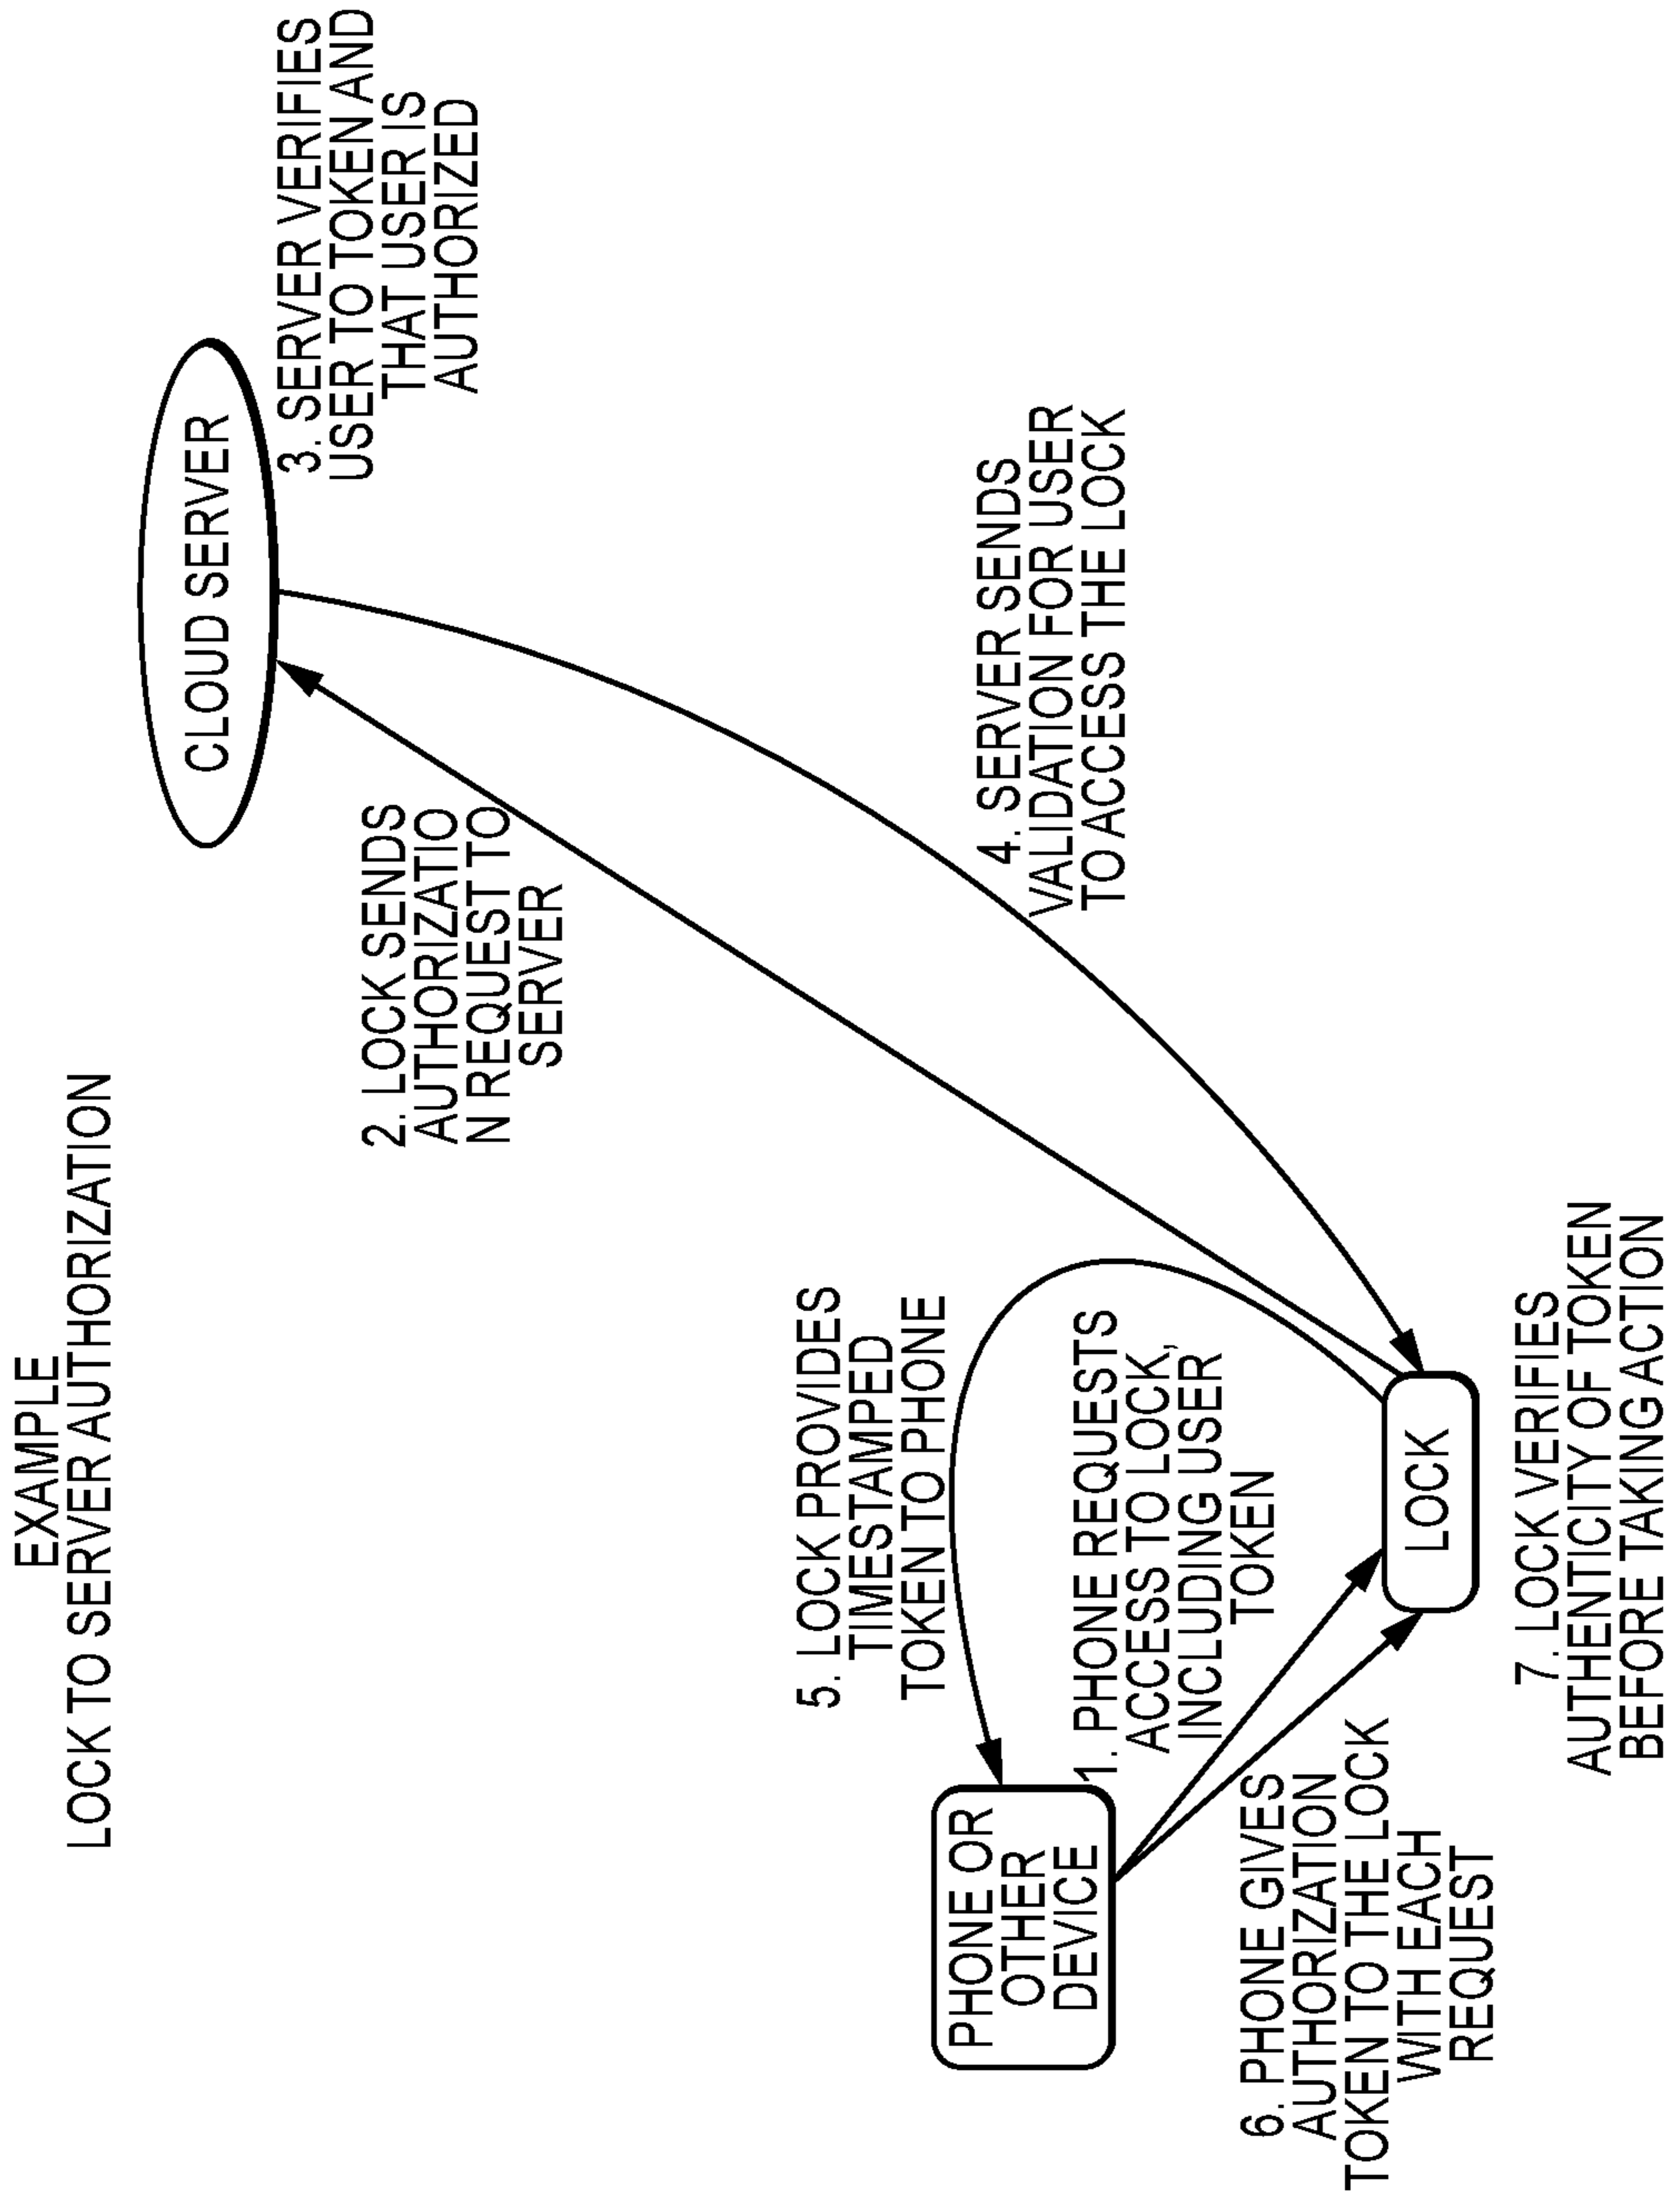 EXAMPLE
LOCK TO SERVER AUTHORIZATION
CLOUD SERVER
2. LOCK SENDS
AUTHORIZATIO
N REQUEST TO
SERVER
3. SERVER VERIFIES
USER TO TOKEN AND
THAT USER IS
AUTHORIZED
5. LOCK PROVIDES
TIMESTAMPED
TOKEN TO PHONE
4. SERVER SENDS
VALIDATION FOR USER
TO ACCESS THE LOCK
PHONE OR
OTHER
DEVICE
1. PHONE REQUESTS
ACCESS TO LOCK,
INCLUDING USER
TOKEN
6. PHONE GIVES
AUTHORIZATION
TOKEN TO THE LOCK
WITH EACH
REQUEST
LOCK
7. LOCK VERIFIES
AUTHENTICITY OF TOKEN
BEFORE TAKING ACTION